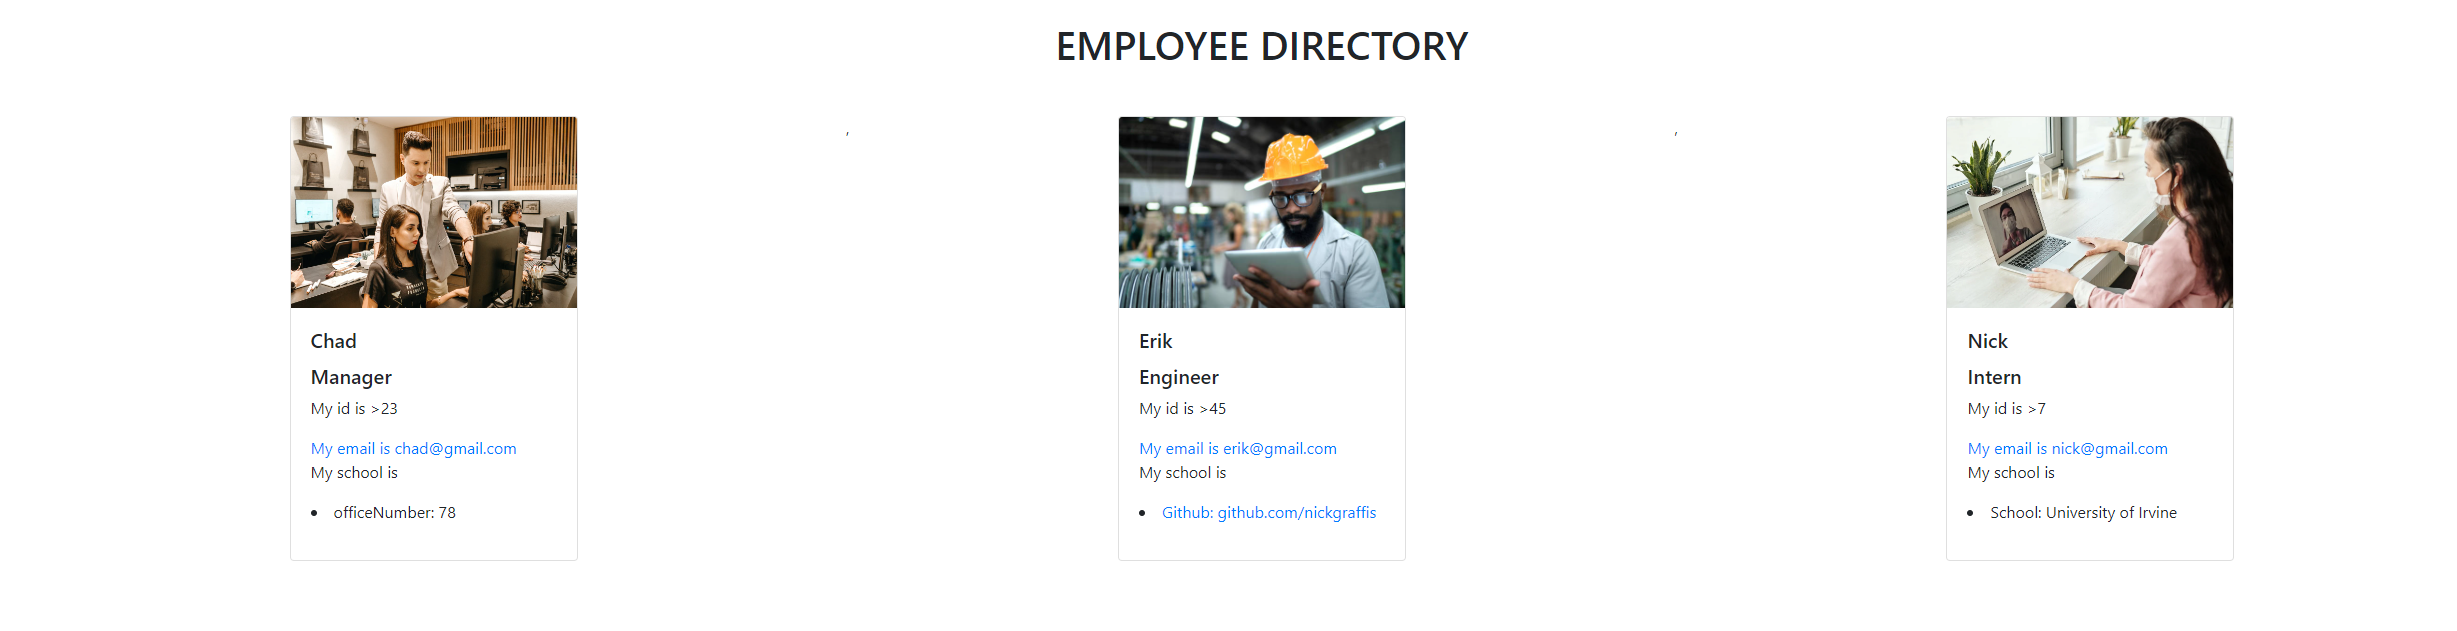 EMPLOYEE DIRECTORY
Chad
Manager
My id is >23
My email is chad@gmail.com
My school is
• officeNumber: 78
,
Erik
Engineer
My id is >45
My email is erik@gmail.com
My school is
• Github: github.com/nickgraffis
,
Nick
Intern
My id is >7
My email is nick@gmail.com
My school is
• School: University of Irvine